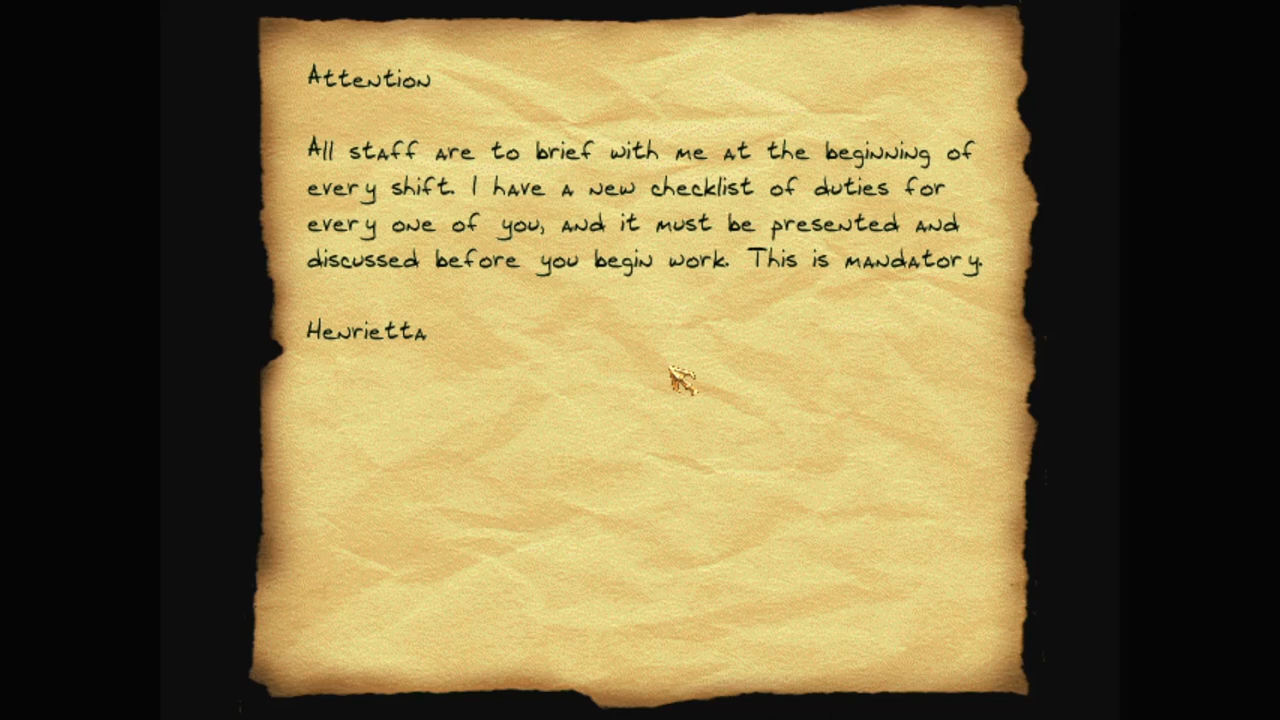 Attention
All staff are to brief with me at the beginning of
every shift. I have a new checklist of duties for
every one of you, and it must be presented and
discussed before you begin work. This is mandatory.
Henrietta